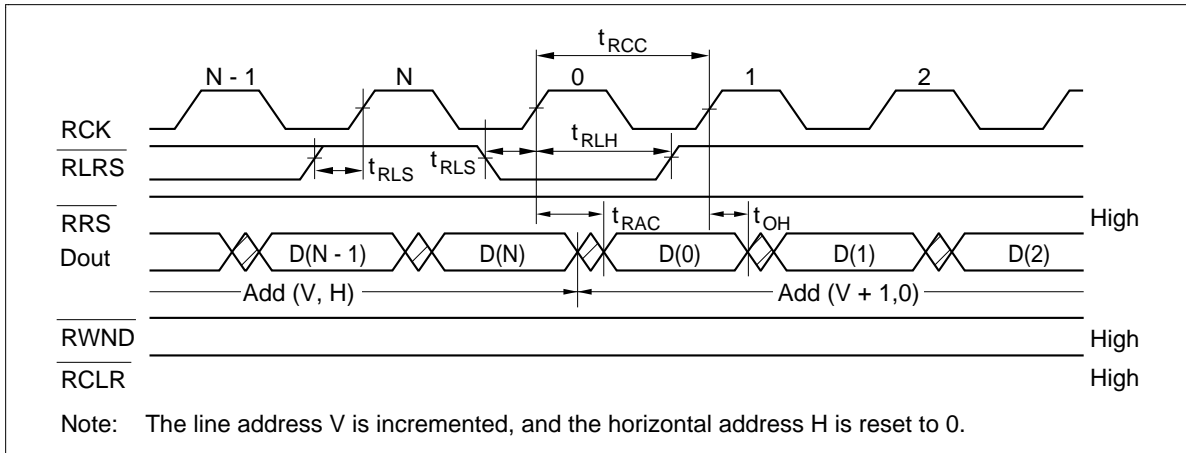 t_RCC
N - 1 N 0 1 2
RCK
t_RLH
RLRS
t_RLS t_RLS
RRS High
t_RAC t_OH
Dout D(N - 1) D(N) D(0) D(1) D(2)
Add (V, H) Add (V + 1,0)
RWND High
RCLR High
Note: The line address V is incremented, and the horizontal address H is reset to 0.